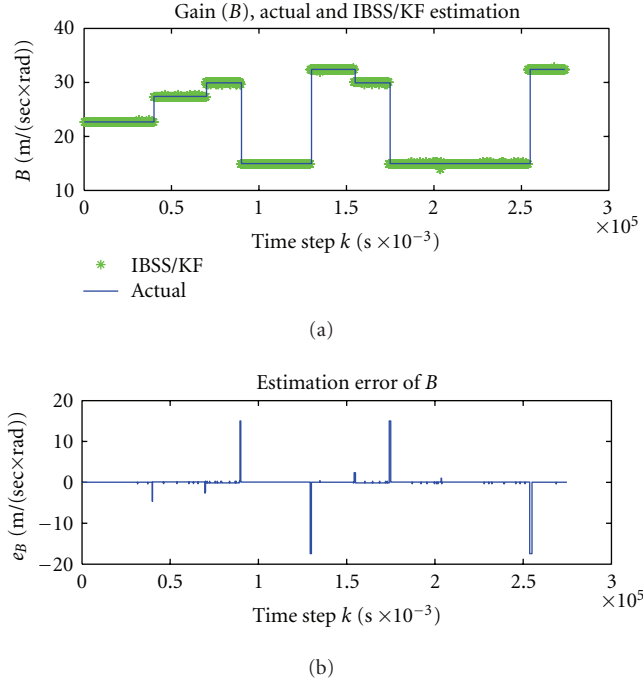 Gain (B), actual and IBSS/KF estimation
B (m/(sec×rad))
40
30
20
10
0 0.5 1 1.5 2 2.5 3
×10⁵
Time step k (s ×10⁻³)
IBSS/KF
Actual
(a)
Estimation error of B
e_B (m/(sec×rad))
20
10
0
−10
−20
0 0.5 1 1.5 2 2.5 3
×10⁵
Time step k (s ×10⁻³)
(b)